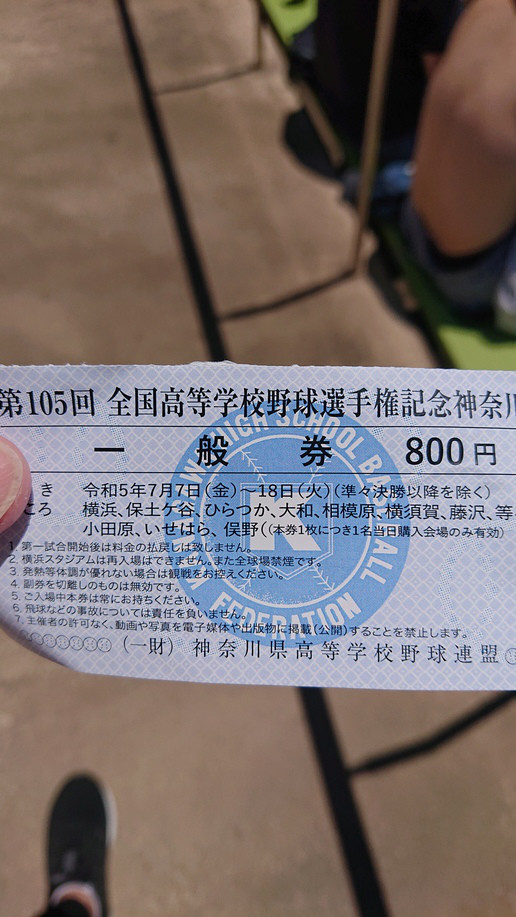 第105回 全国高等学校野球選手権記念神奈川
一般券 800円
き 令和5年7月7日(金)~18日(火)(準々決勝以降を除く)
ころ 横浜、保土ケ谷、ひらつか、大和、相模原、横須賀、藤沢、等々
小田原、いせはら、俣野((本券1枚につき1名当日購入会場のみ有効)
1. 第一試合開始後は料金の払戻しは致しません。
2. 横浜スタジアムは再入場はできません。また全球場禁煙です。
3. 発熱等体調が優れない場合は観戦をお控えください。
4. 副券を切離しのものは無効です。
5. ご入場中本券は常にお持ちください。
6. 飛球などの事故については責任を負いません。
7. 主催者の許可なく、動画や写真を電子媒体や出版物に掲載(公開)することを禁止します。
(一財) 神奈川県高等学校野球連盟
HIGH SCHOOL BASEBALL
FEDERATION
K